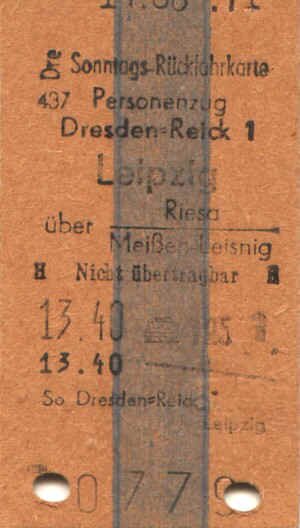 Sonntags-Rückfahrkarte
437 Personenzug
Dresden=Reick 1
Leipzig
Riesa
über
Meißen-Leisnig
H Nicht übertragbar H
13.40
13.40
So Dresden=Reick
Leipzig
0779